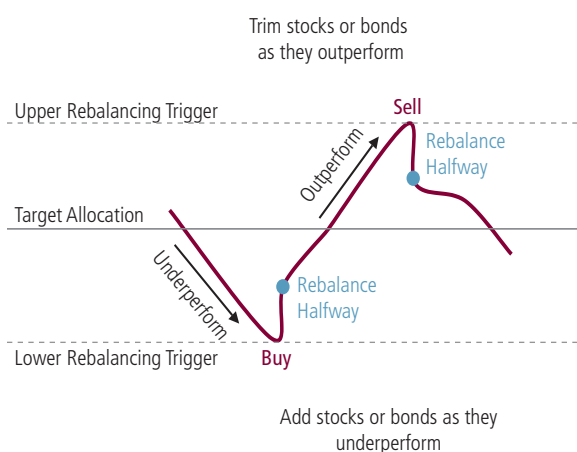 Trim stocks or bonds
as they outperform
Sell
Upper Rebalancing Trigger
Rebalance
Halfway
Outperform
Target Allocation
Underperform
Rebalance
Halfway
Lower Rebalancing Trigger
Buy
Add stocks or bonds as they
underperform